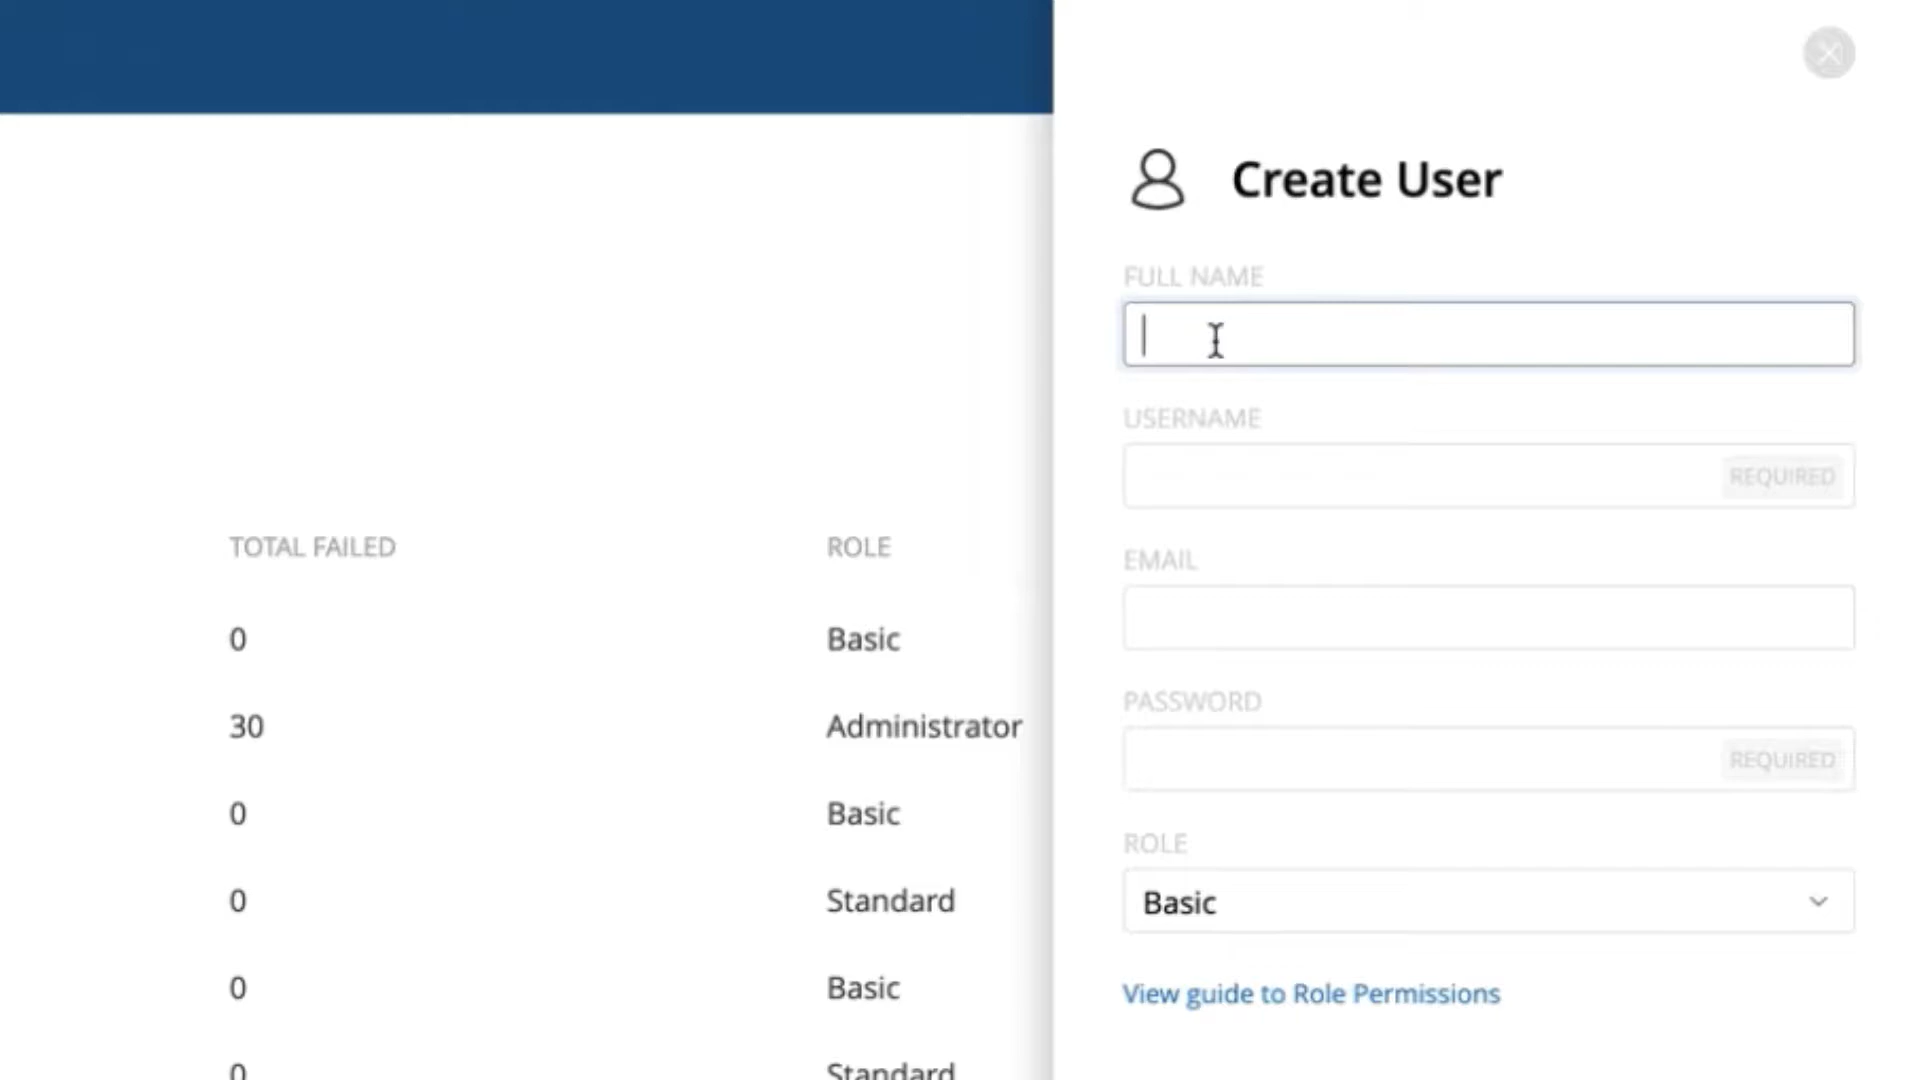 Create User
FULL NAME
USERNAME
REQUIRED
EMAIL
PASSWORD
REQUIRED
ROLE
Basic
View guide to Role Permissions
TOTAL FAILED ROLE
0 Basic
30 Administrator
0 Basic
0 Standard
0 Basic
0 Standard